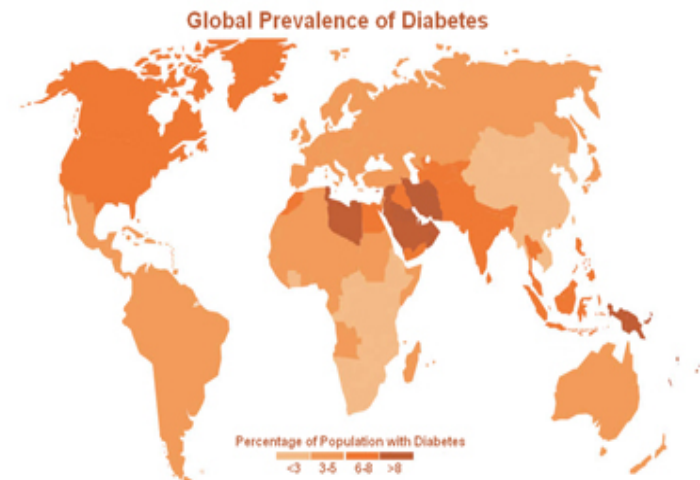 Global Prevalence of Diabetes
Percentage of Population with Diabetes
<3 3-5 6-8 >8